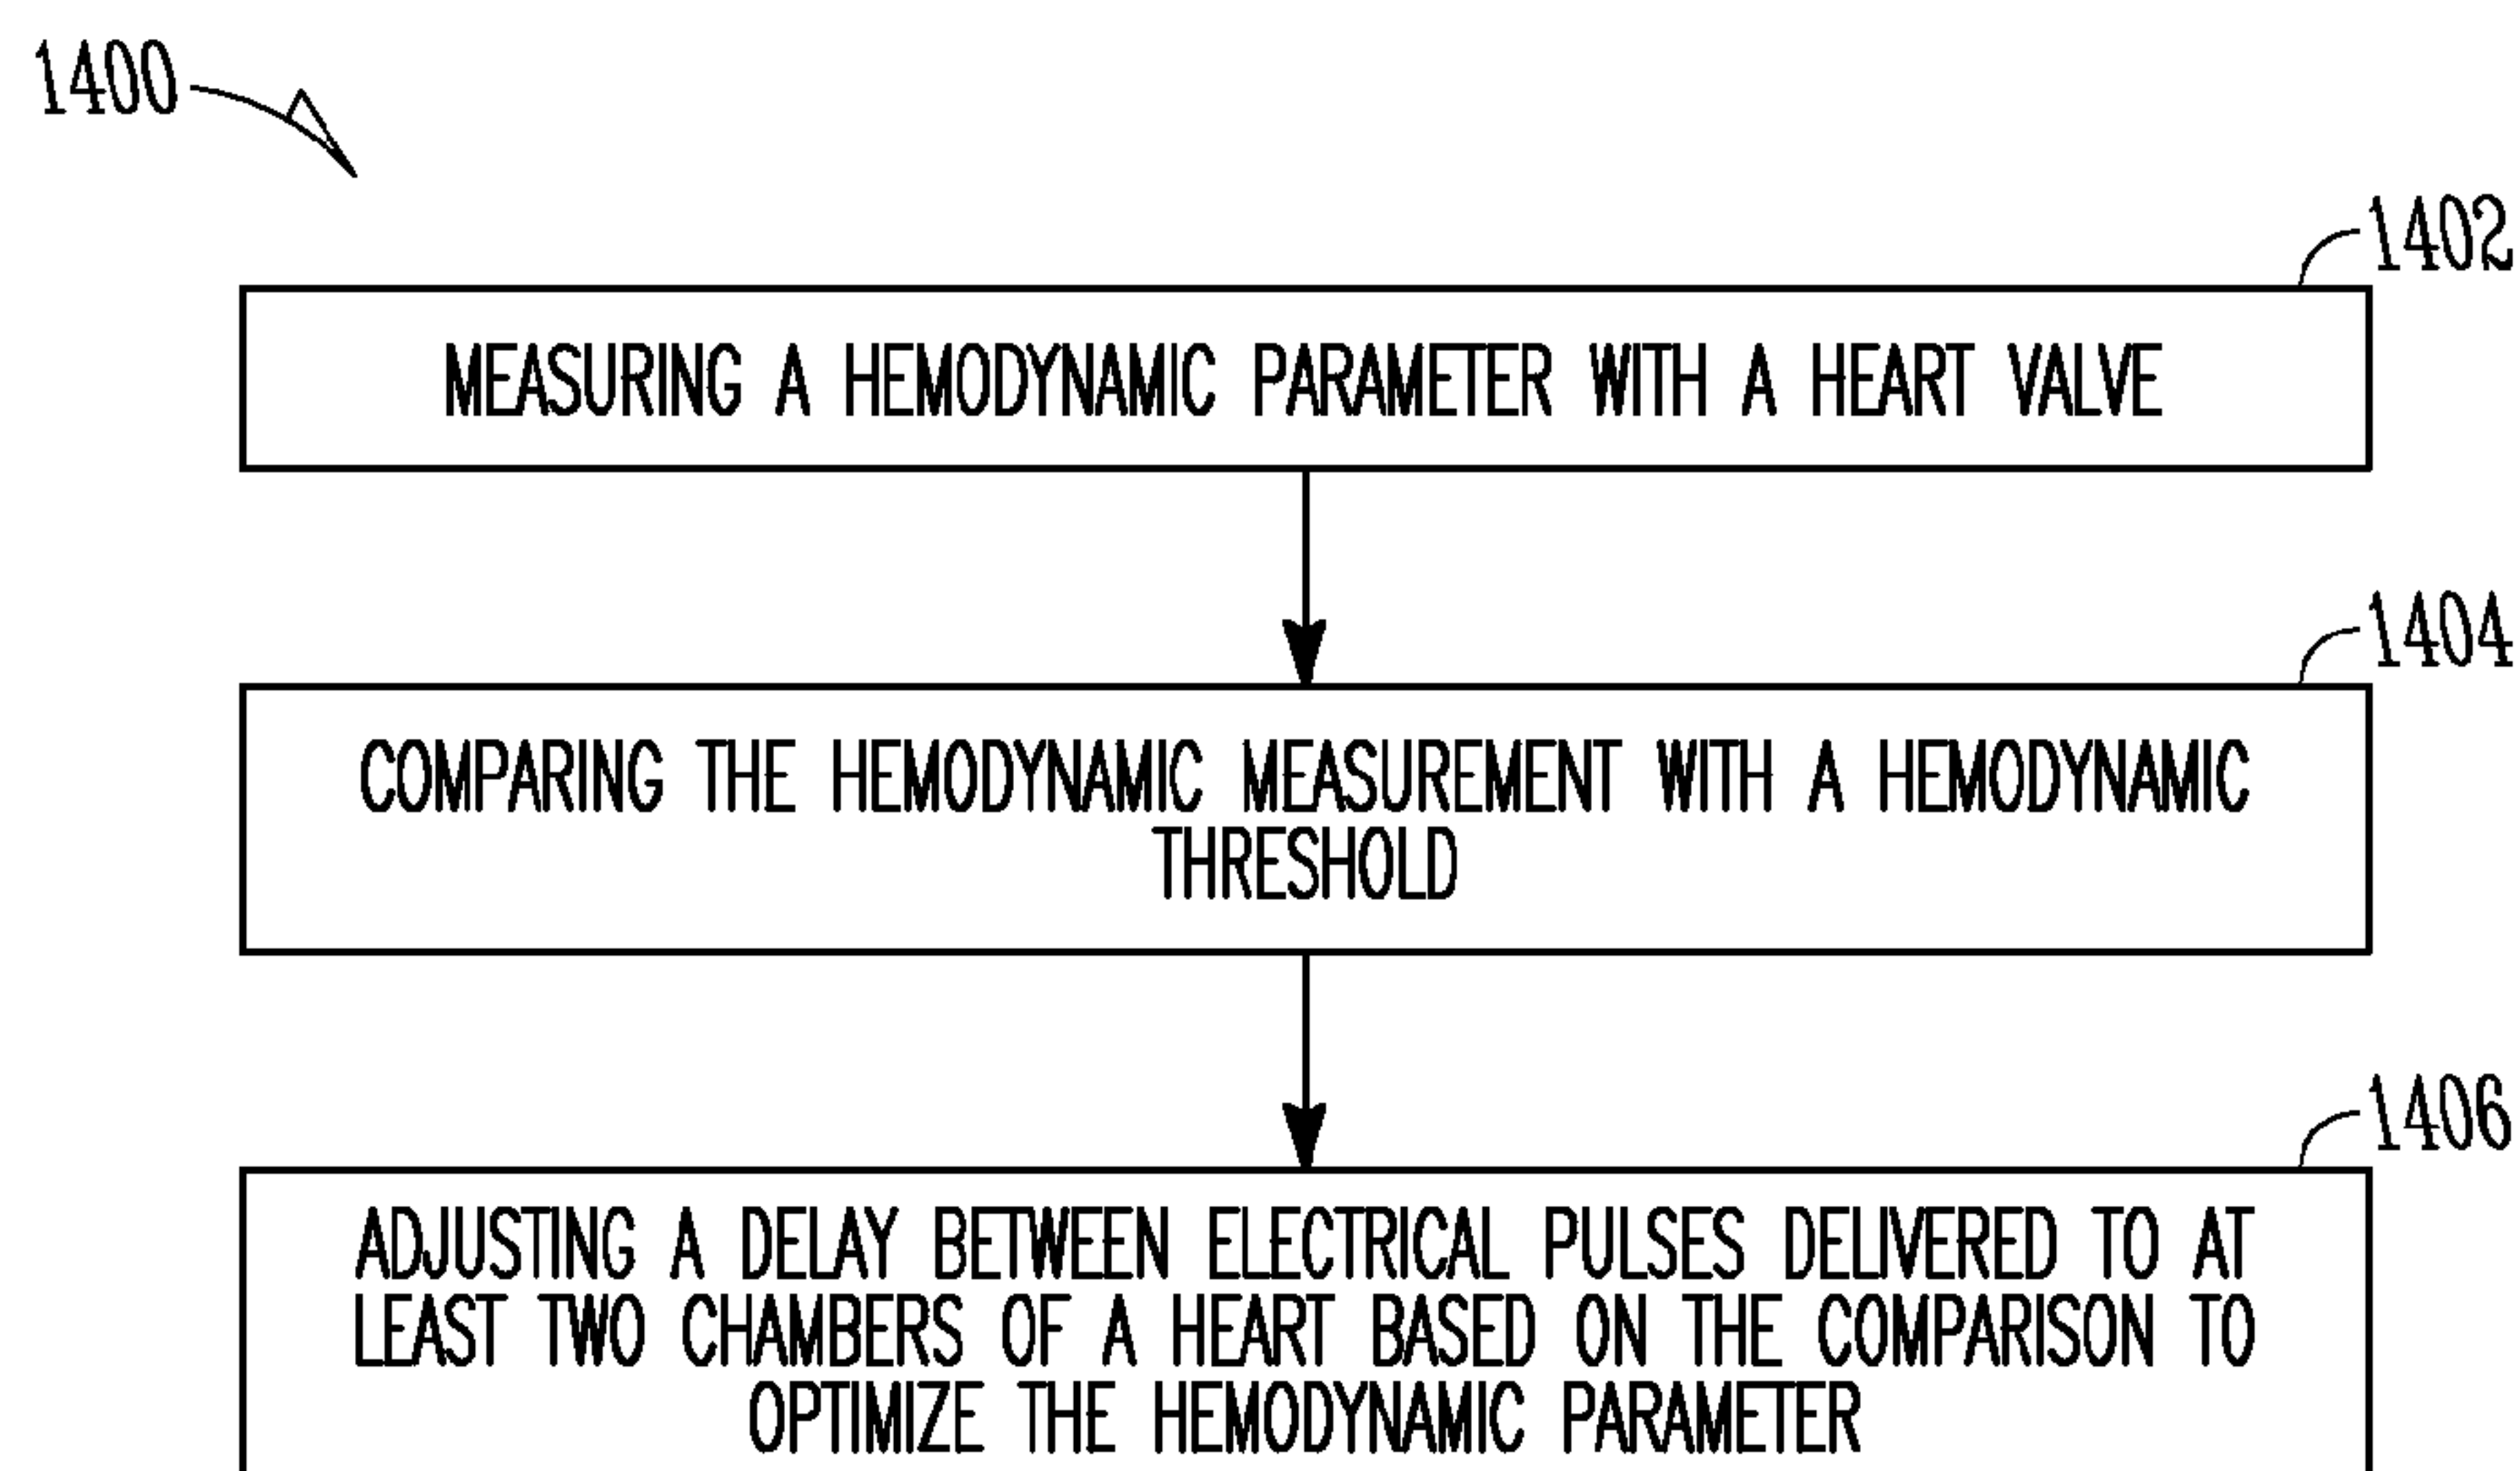 1400
1402
MEASURING A HEMODYNAMIC PARAMETER WITH A HEART VALVE
1404
COMPARING THE HEMODYNAMIC MEASUREMENT WITH A HEMODYNAMIC
THRESHOLD
1406
ADJUSTING A DELAY BETWEEN ELECTRICAL PULSES DELIVERED TO AT
LEAST TWO CHAMBERS OF A HEART BASED ON THE COMPARISON TO
OPTIMIZE THE HEMODYNAMIC PARAMETER